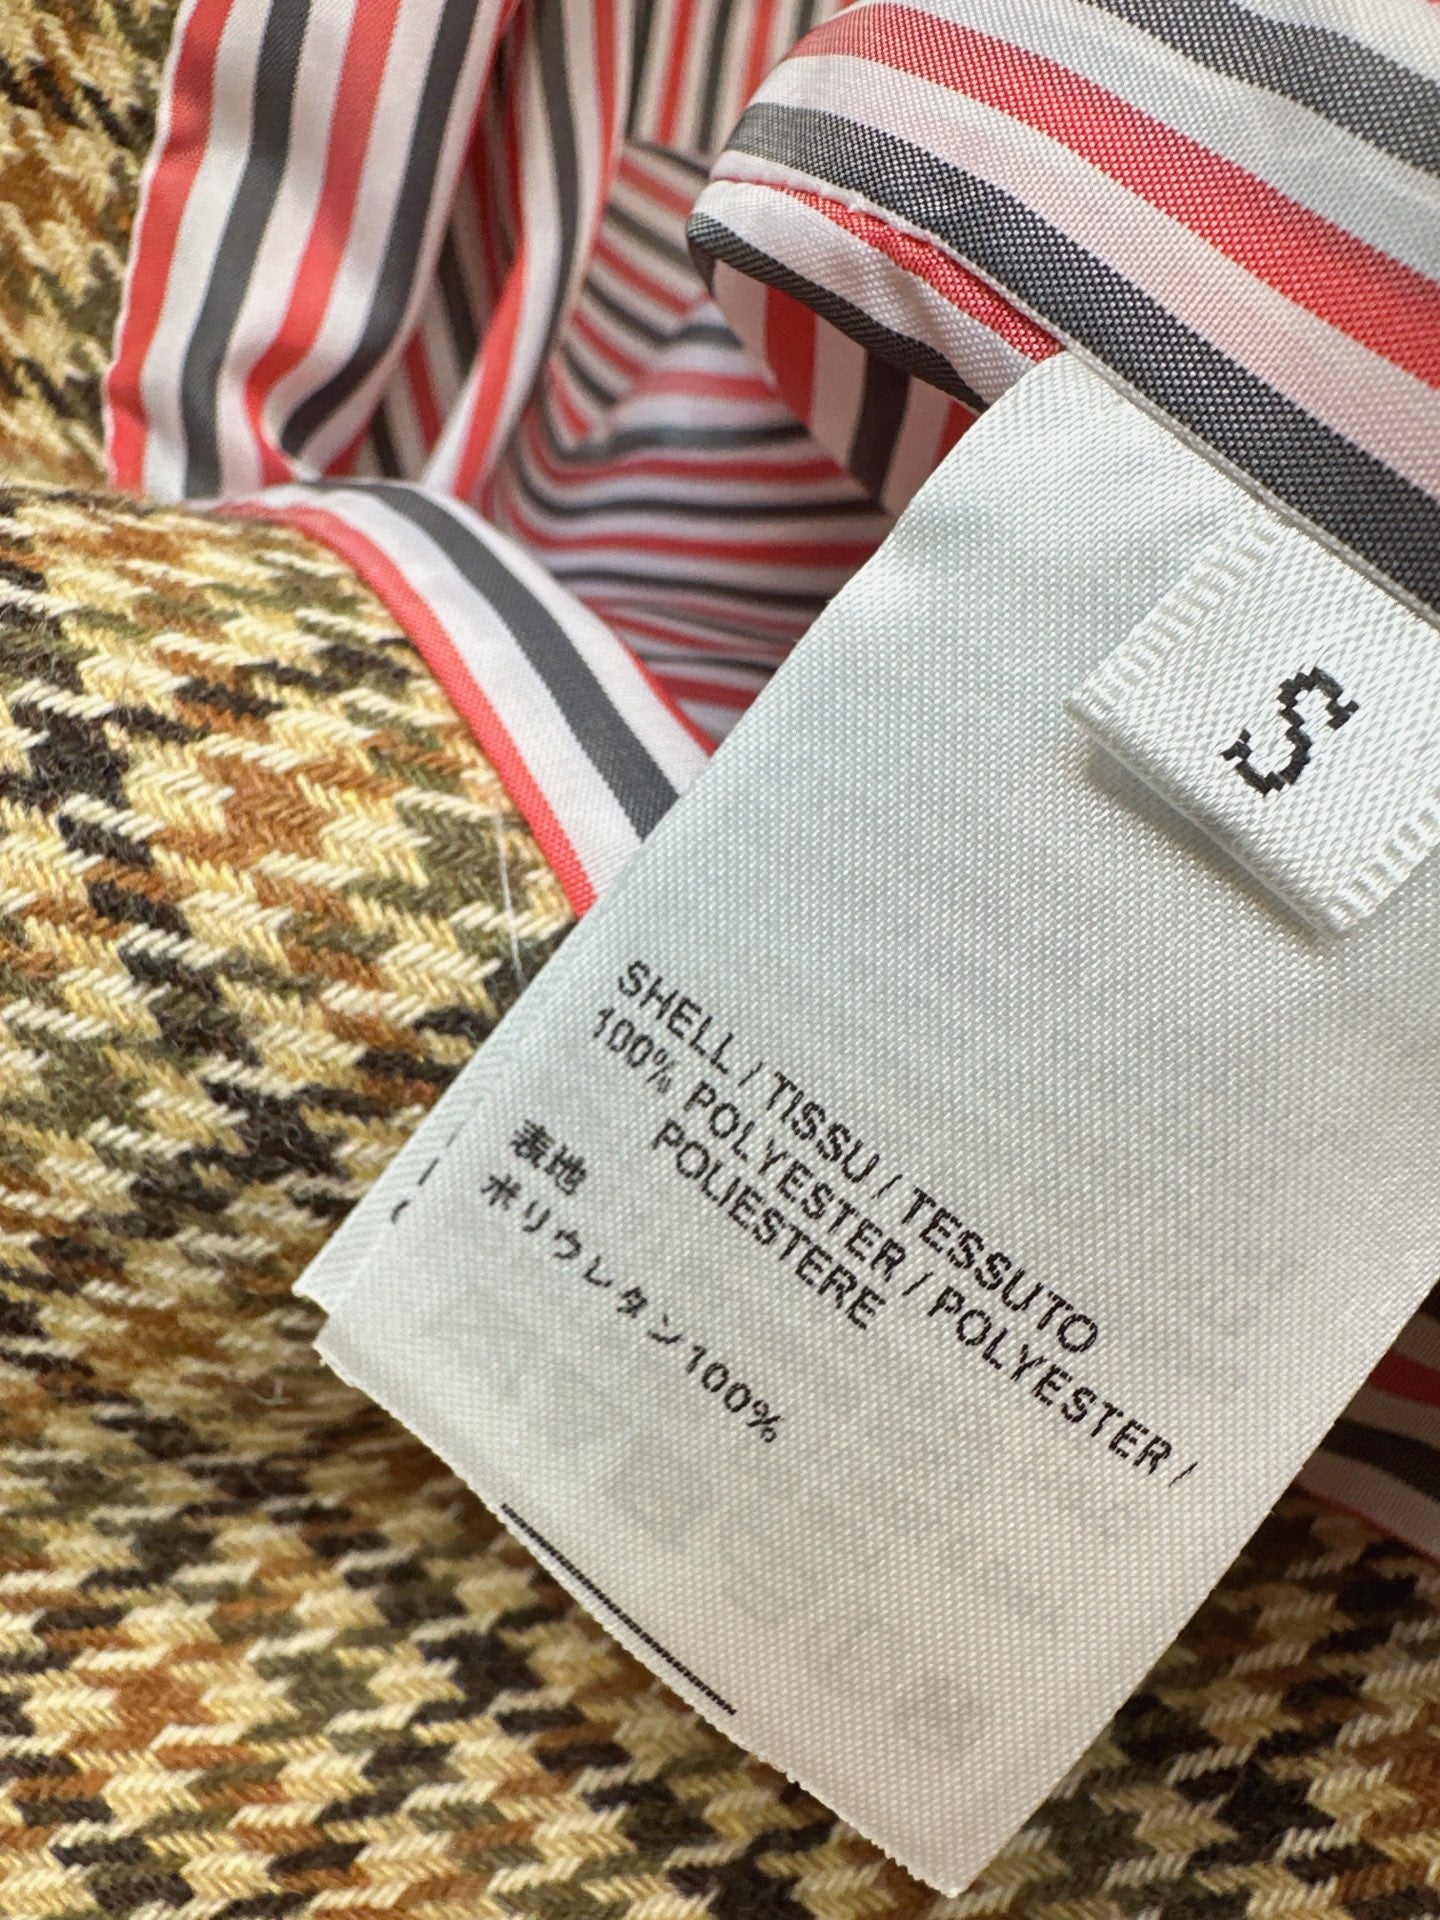 S
SHELL / TISSU / TESSUTO
100% POLYESTER / POLYESTER /
POLIESTERE
表地
ポリウレタン100%